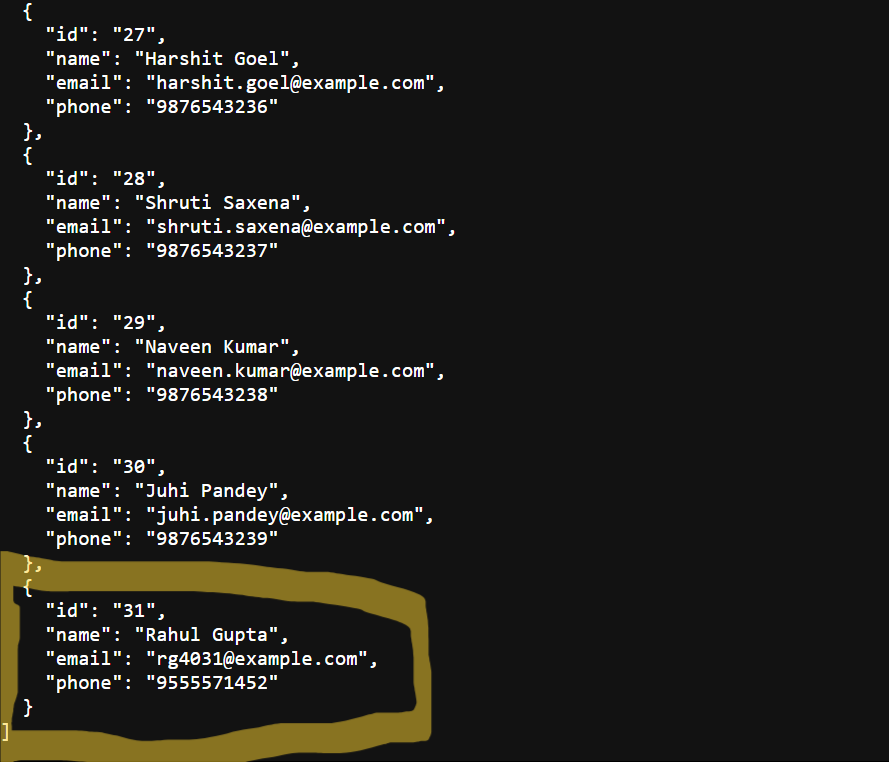 {
"id": "27",
"name": "Harshit Goel",
"email": "harshit.goel@example.com",
"phone": "9876543236"
},
{
"id": "28",
"name": "Shruti Saxena",
"email": "shruti.saxena@example.com",
"phone": "9876543237"
},
{
"id": "29",
"name": "Naveen Kumar",
"email": "naveen.kumar@example.com",
"phone": "9876543238"
},
{
"id": "30",
"name": "Juhi Pandey",
"email": "juhi.pandey@example.com",
"phone": "9876543239"
},
{
"id": "31",
"name": "Rahul Gupta",
"email": "rg4031@example.com",
"phone": "9555571452"
}
]